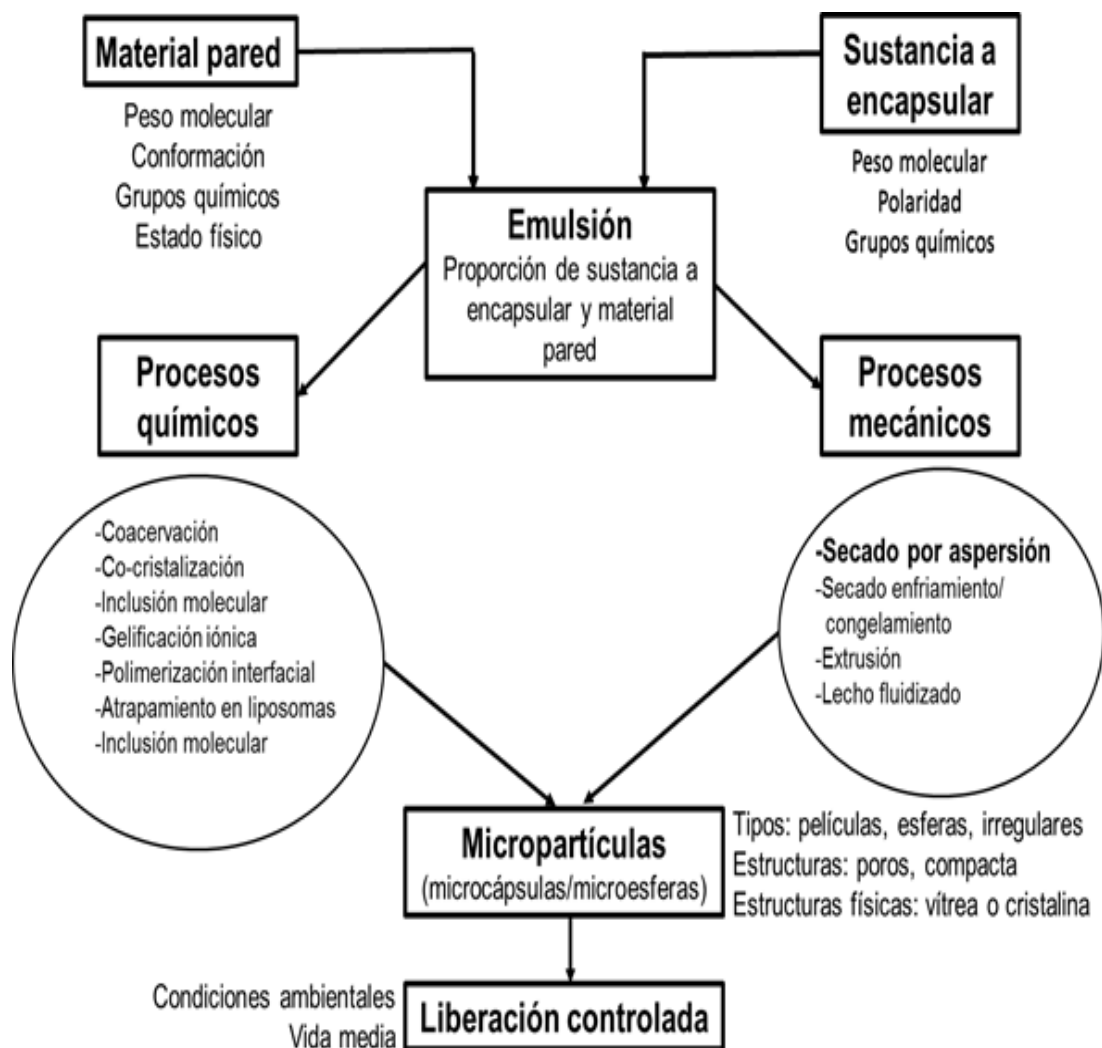 Material pared
Peso molecular
Conformación
Grupos químicos
Estado físico
Sustancia a
encapsular
Peso molecular
Polaridad
Grupos químicos
Emulsión
Proporción de sustancia a
encapsular y material
pared
Procesos
químicos
Procesos
mecánicos
-Coacervación
-Co-cristalización
-Inclusión molecular
-Gelificación iónica
-Polimerización interfacial
-Atrapamiento en liposomas
-Inclusión molecular
-Secado por aspersión
-Secado enfriamiento/
congelamiento
-Extrusión
-Lecho fluidizado
Micropartículas
(microcápsulas/microesferas)
Tipos: películas, esferas, irregulares
Estructuras: poros, compacta
Estructuras físicas: vítrea o cristalina
Condiciones ambientales
Vida media
Liberación controlada